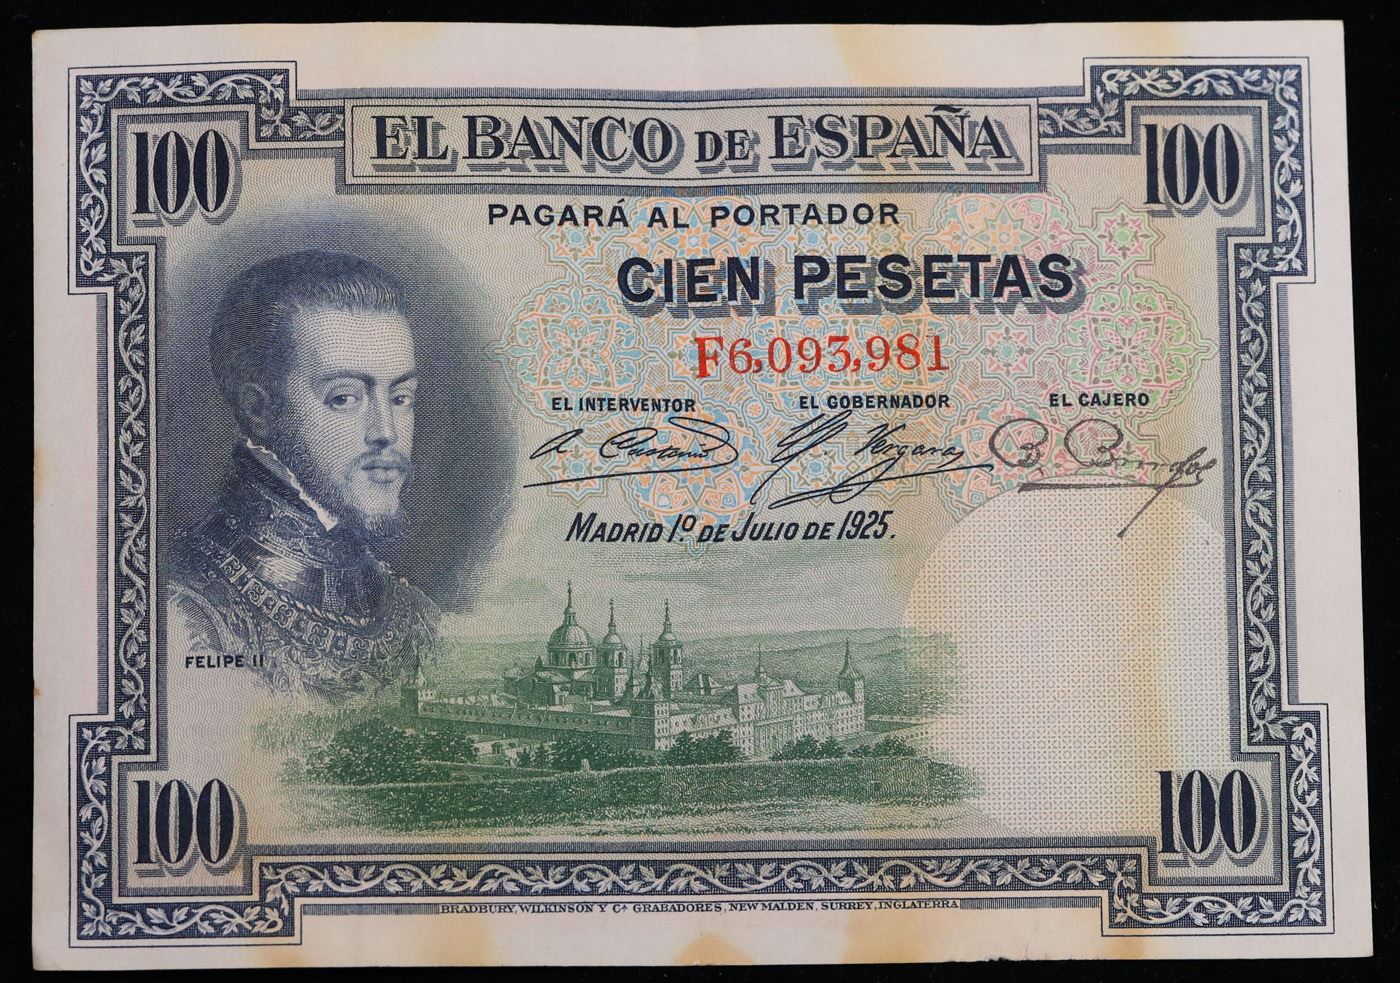 100 EL BANCO DE ESPAÑA 100
PAGARÁ AL PORTADOR
CIEN PESETAS
F6,093,981
EL INTERVENTOR EL GOBERNADOR EL CAJERO
MADRID 1º DE JULIO DE 1925.
FELIPE II
100 100
BRADBURY, WILKINSON Y Cª GRABADORES, NEW MALDEN, SURREY, INGLATERRA